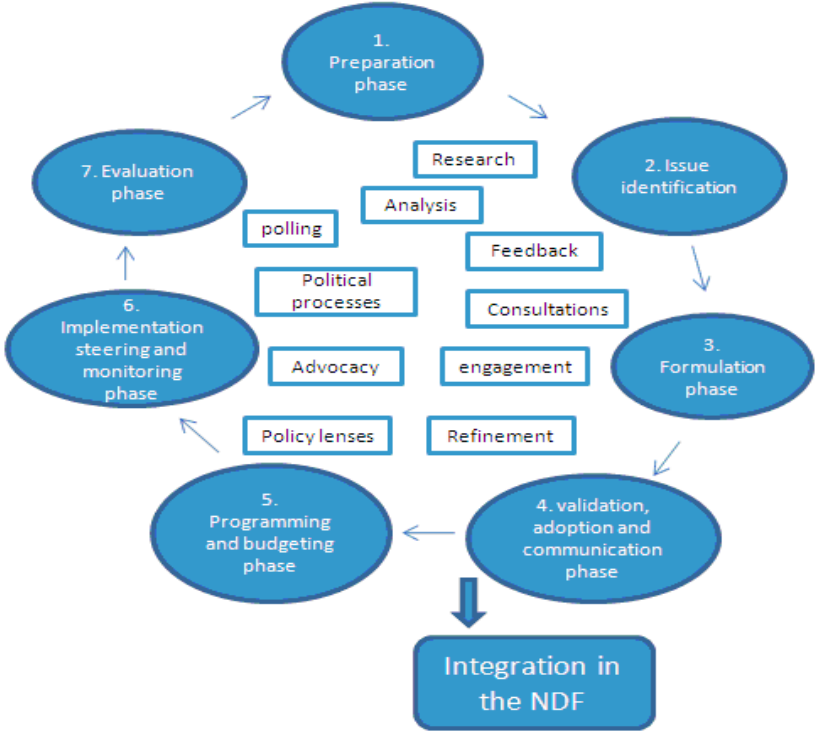 1.
Preparation
phase
2. Issue
identification
3.
Formulation
phase
4. validation,
adoption and
communication
phase
5.
Programming
and budgeting
phase
6.
Implementation
steering and
monitoring
phase
7. Evaluation
phase
Research
Analysis
polling
Feedback
Political
processes
Consultations
Advocacy
engagement
Policy lenses
Refinement
Integration in
the NDF